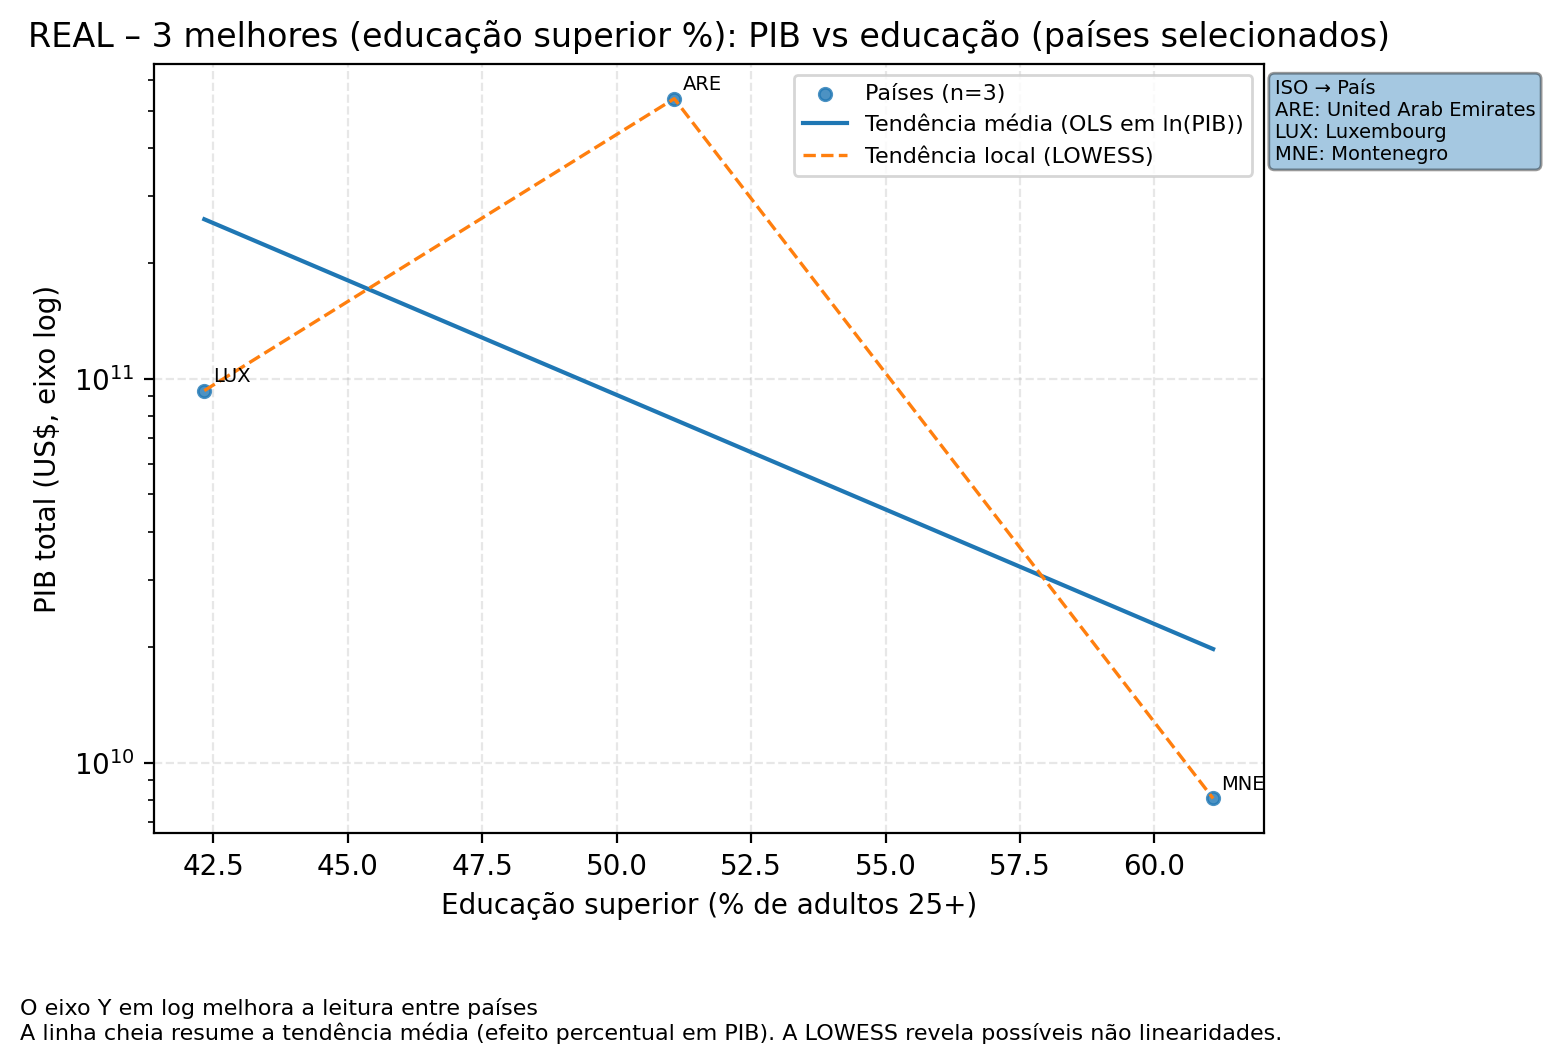 REAL – 3 melhores (educação superior %): PIB vs educação (países selecionados)
Países (n=3)
Tendência média (OLS em ln(PIB))
Tendência local (LOWESS)
ISO → País
ARE: United Arab Emirates
LUX: Luxembourg
MNE: Montenegro
ARE
LUX
MNE
PIB total (US$, eixo log)
10¹¹
10¹⁰
42.5 45.0 47.5 50.0 52.5 55.0 57.5 60.0
Educação superior (% de adultos 25+)
O eixo Y em log melhora a leitura entre países
A linha cheia resume a tendência média (efeito percentual em PIB). A LOWESS revela possíveis não linearidades.